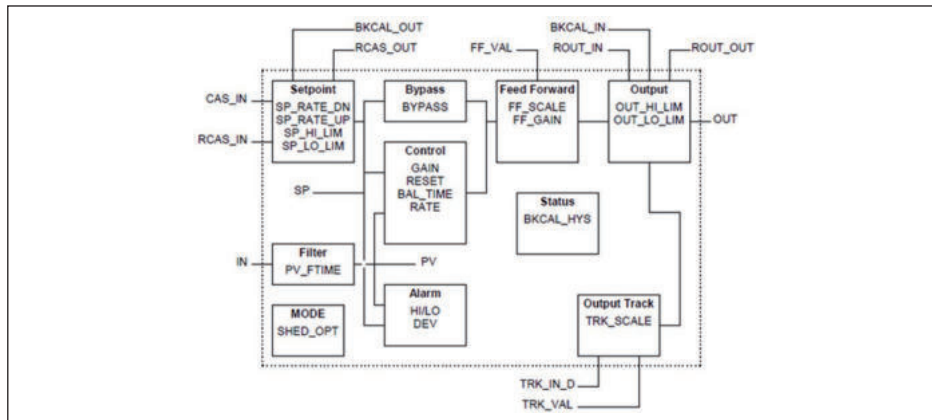 BKCAL_OUT
RCAS_OUT
BKCAL_IN
FF_VAL
ROUT_IN
ROUT_OUT
CAS_IN
RCAS_IN
Setpoint
SP_RATE_DN
SP_RATE_UP
SP_HI_LIM
SP_LO_LIM
Bypass
BYPASS
Feed Forward
FF_SCALE
FF_GAIN
Output
OUT_HI_LIM
OUT_LO_LIM
OUT
Control
GAIN
RESET
BAL_TIME
RATE
SP
Status
BKCAL_HYS
IN
Filter
PV_FTIME
PV
MODE
SHED_OPT
Alarm
HI/LO
DEV
Output Track
TRK_SCALE
TRK_IN_D
TRK_VAL